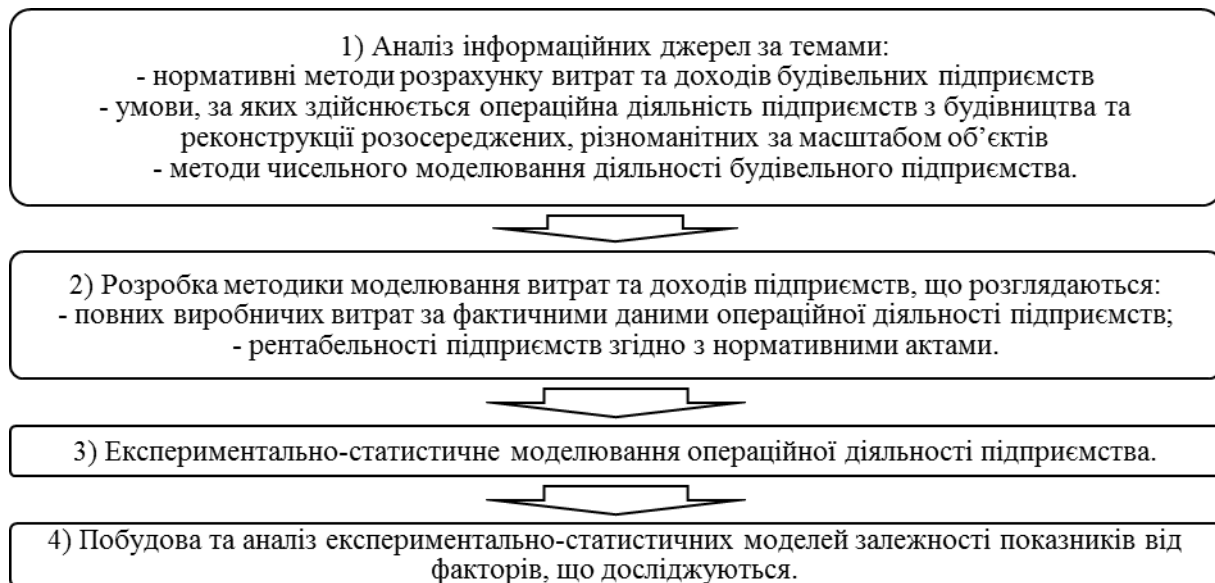 1) Аналіз інформаційних джерел за темами:
- нормативні методи розрахунку витрат та доходів будівельних підприємств
- умови, за яких здійснюється операційна діяльність підприємств з будівництва та
реконструкції розосереджених, різноманітних за масштабом об’єктів
- методи чисельного моделювання діяльності будівельного підприємства.
2) Розробка методики моделювання витрат та доходів підприємств, що розглядаються:
- повних виробничих витрат за фактичними даними операційної діяльності підприємств;
- рентабельності підприємств згідно з нормативними актами.
3) Експериментально-статистичне моделювання операційної діяльності підприємства.
4) Побудова та аналіз експериментально-статистичних моделей залежності показників від
факторів, що досліджуються.